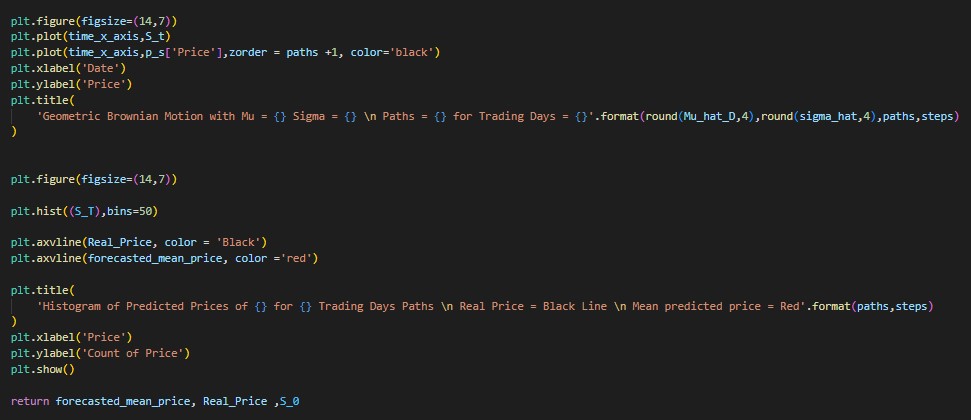 plt.figure(figsize=(14,7))
plt.plot(time_x_axis,S_t)
plt.plot(time_x_axis,p_s['Price'],zorder = paths +1, color='black')
plt.xlabel('Date')
plt.ylabel('Price')
plt.title(
    'Geometric Brownian Motion with Mu = {} Sigma = {} \n Paths = {} for Trading Days = {}'.format(round(Mu_hat_D,4),round(sigma_hat,4),paths,steps)
)
plt.figure(figsize=(14,7))
plt.hist((S_T),bins=50)
plt.axvline(Real_Price, color = 'Black')
plt.axvline(forecasted_mean_price, color ='red')
plt.title(
    'Histogram of Predicted Prices of {} for {} Trading Days Paths \n Real Price = Black Line \n Mean predicted price = Red'.format(paths,steps)
)
plt.xlabel('Price')
plt.ylabel('Count of Price')
plt.show()
return forecasted_mean_price, Real_Price ,S_0